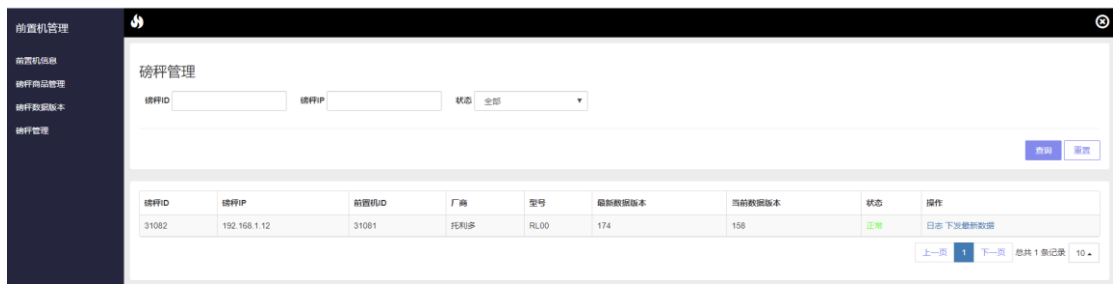 前置机管理
前置机信息
磅秤商品管理
磅秤数据版本
磅秤管理
磅秤管理
磅秤ID 磅秤IP 状态 全部
查询 重置
磅秤ID 磅秤IP 前置机ID 厂商 型号 最新数据版本 当前数据版本 状态 操作
31082 192.168.1.12 31081 托利多 RL00 174 158 正常 日志 下发最新数据
上一页 1 下一页 总共 1 条记录 10